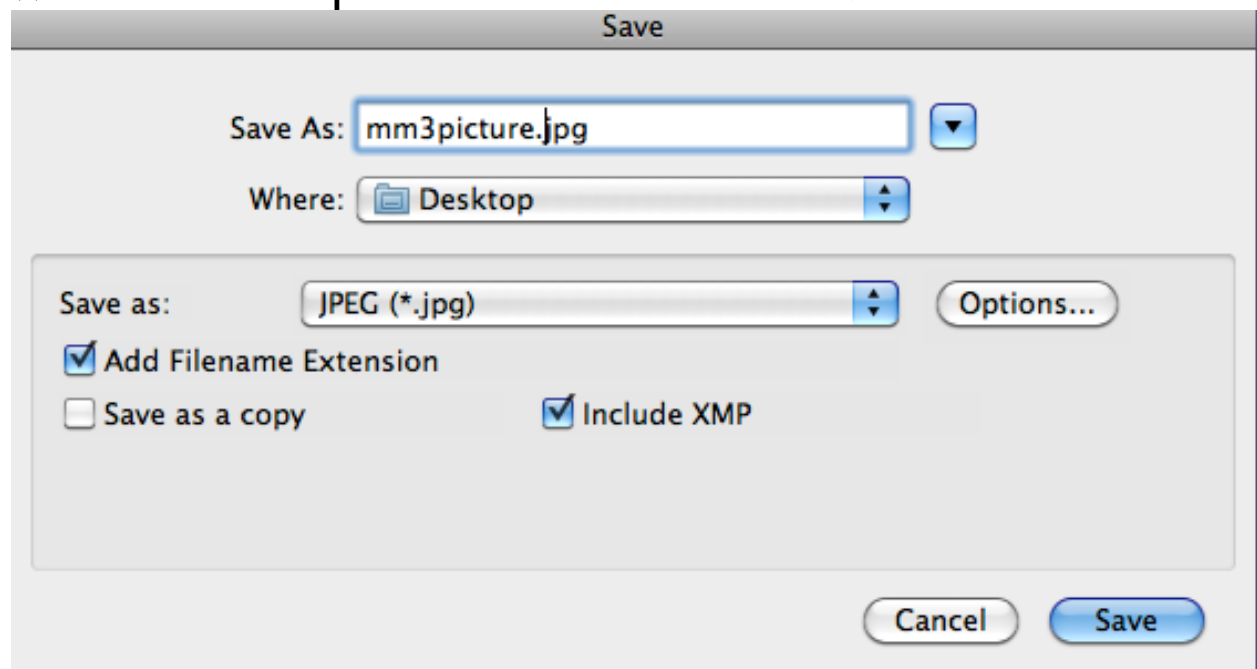 Save
Save As: mm3picture.jpg
Where: Desktop
Save as: JPEG (*.jpg) Options...
Add Filename Extension
Save as a copy Include XMP
Cancel Save